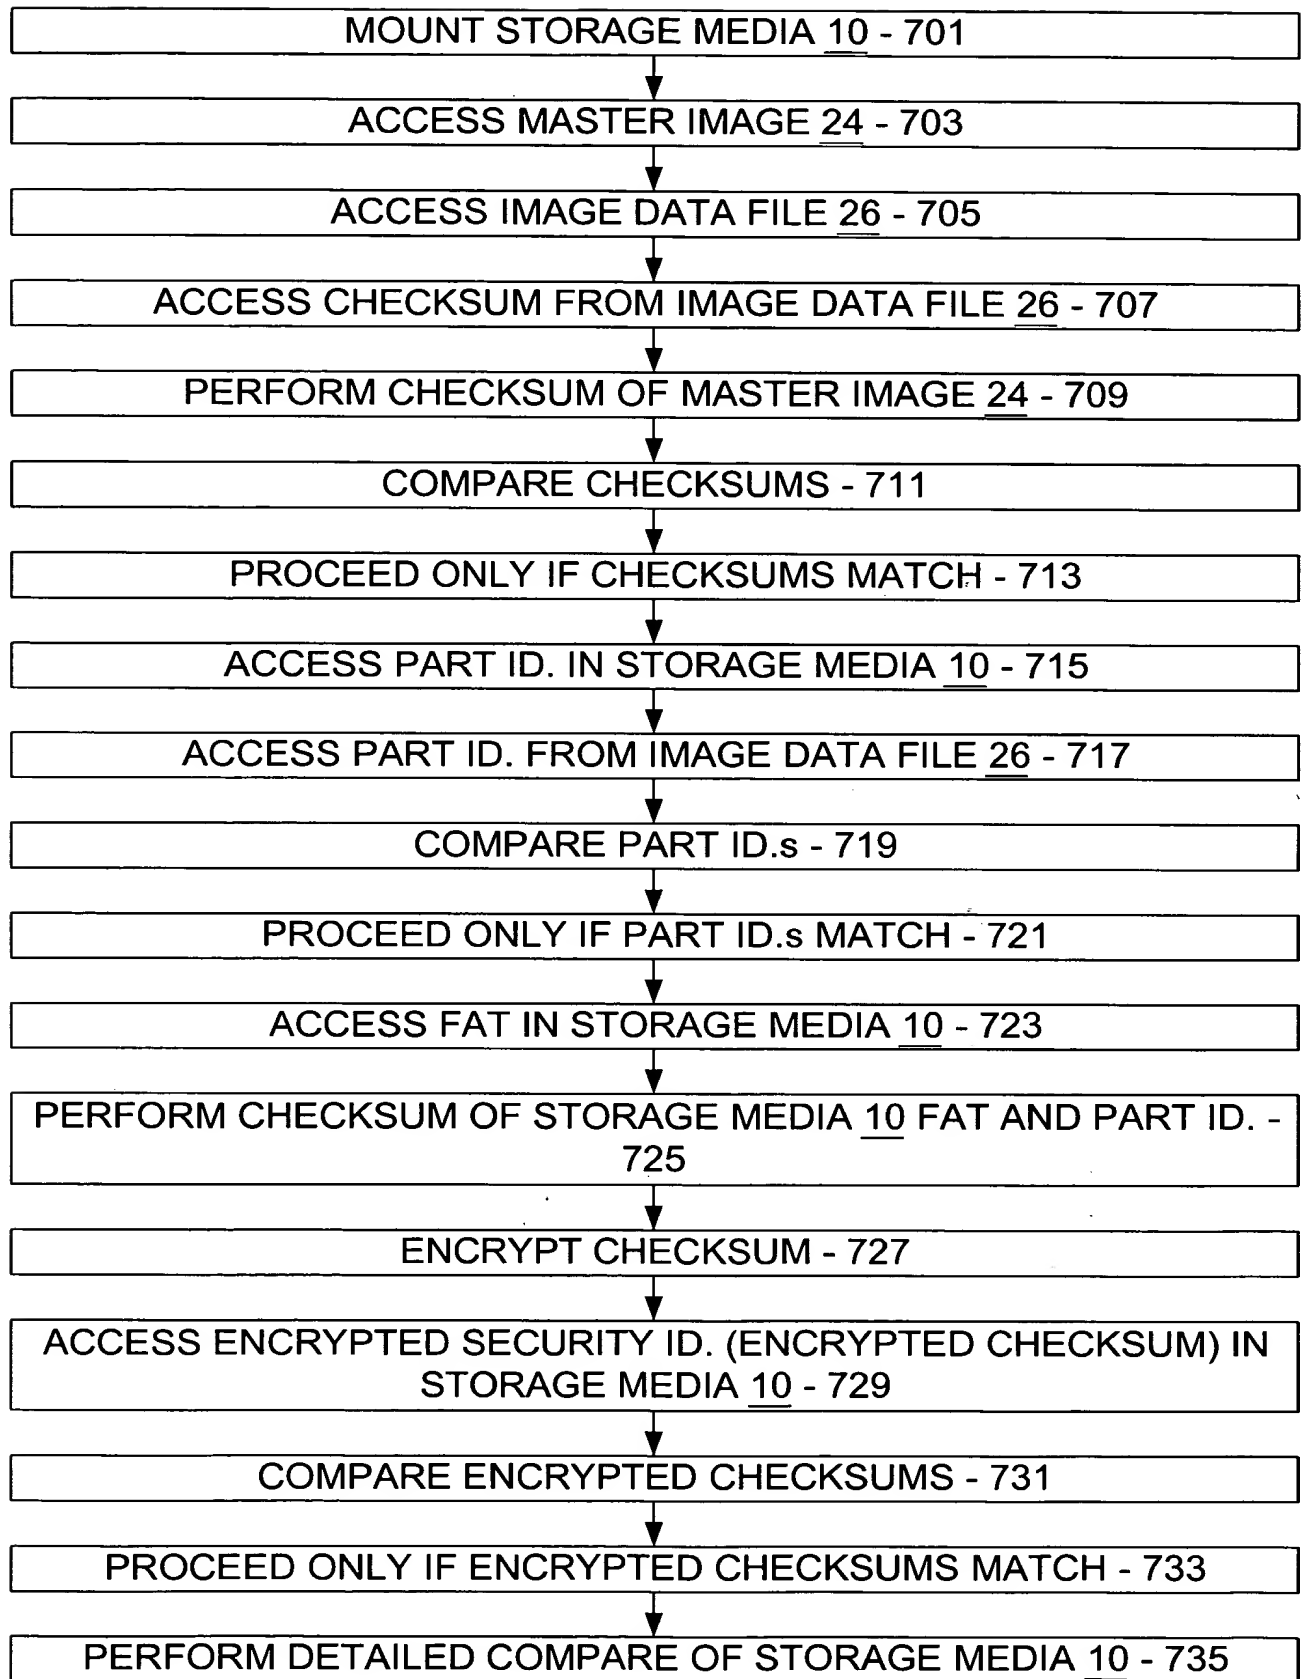 MOUNT STORAGE MEDIA 10 - 701
ACCESS MASTER IMAGE 24 - 703
ACCESS IMAGE DATA FILE 26 - 705
ACCESS CHECKSUM FROM IMAGE DATA FILE 26 - 707
PERFORM CHECKSUM OF MASTER IMAGE 24 - 709
COMPARE CHECKSUMS - 711
PROCEED ONLY IF CHECKSUMS MATCH - 713
ACCESS PART ID. IN STORAGE MEDIA 10 - 715
ACCESS PART ID. FROM IMAGE DATA FILE 26 - 717
COMPARE PART ID.s - 719
PROCEED ONLY IF PART ID.s MATCH - 721
ACCESS FAT IN STORAGE MEDIA 10 - 723
PERFORM CHECKSUM OF STORAGE MEDIA 10 FAT AND PART ID. -
725
ENCRYPT CHECKSUM - 727
ACCESS ENCRYPTED SECURITY ID. (ENCRYPTED CHECKSUM) IN
STORAGE MEDIA 10 - 729
COMPARE ENCRYPTED CHECKSUMS - 731
PROCEED ONLY IF ENCRYPTED CHECKSUMS MATCH - 733
PERFORM DETAILED COMPARE OF STORAGE MEDIA 10 - 735